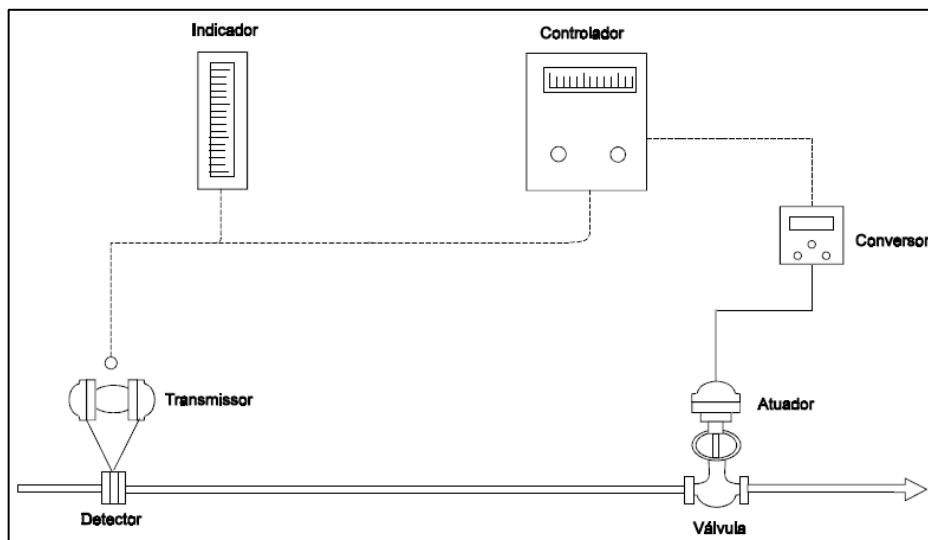 Indicador
Controlador
Conversor
Transmissor
Atuador
Detector
Válvula